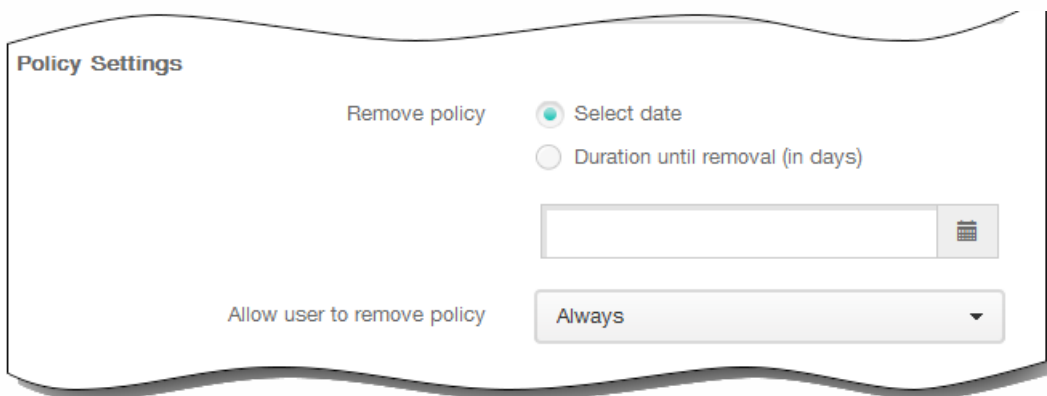 Policy Settings
Remove policy
Select date
Duration until removal (in days)
Allow user to remove policy
Always